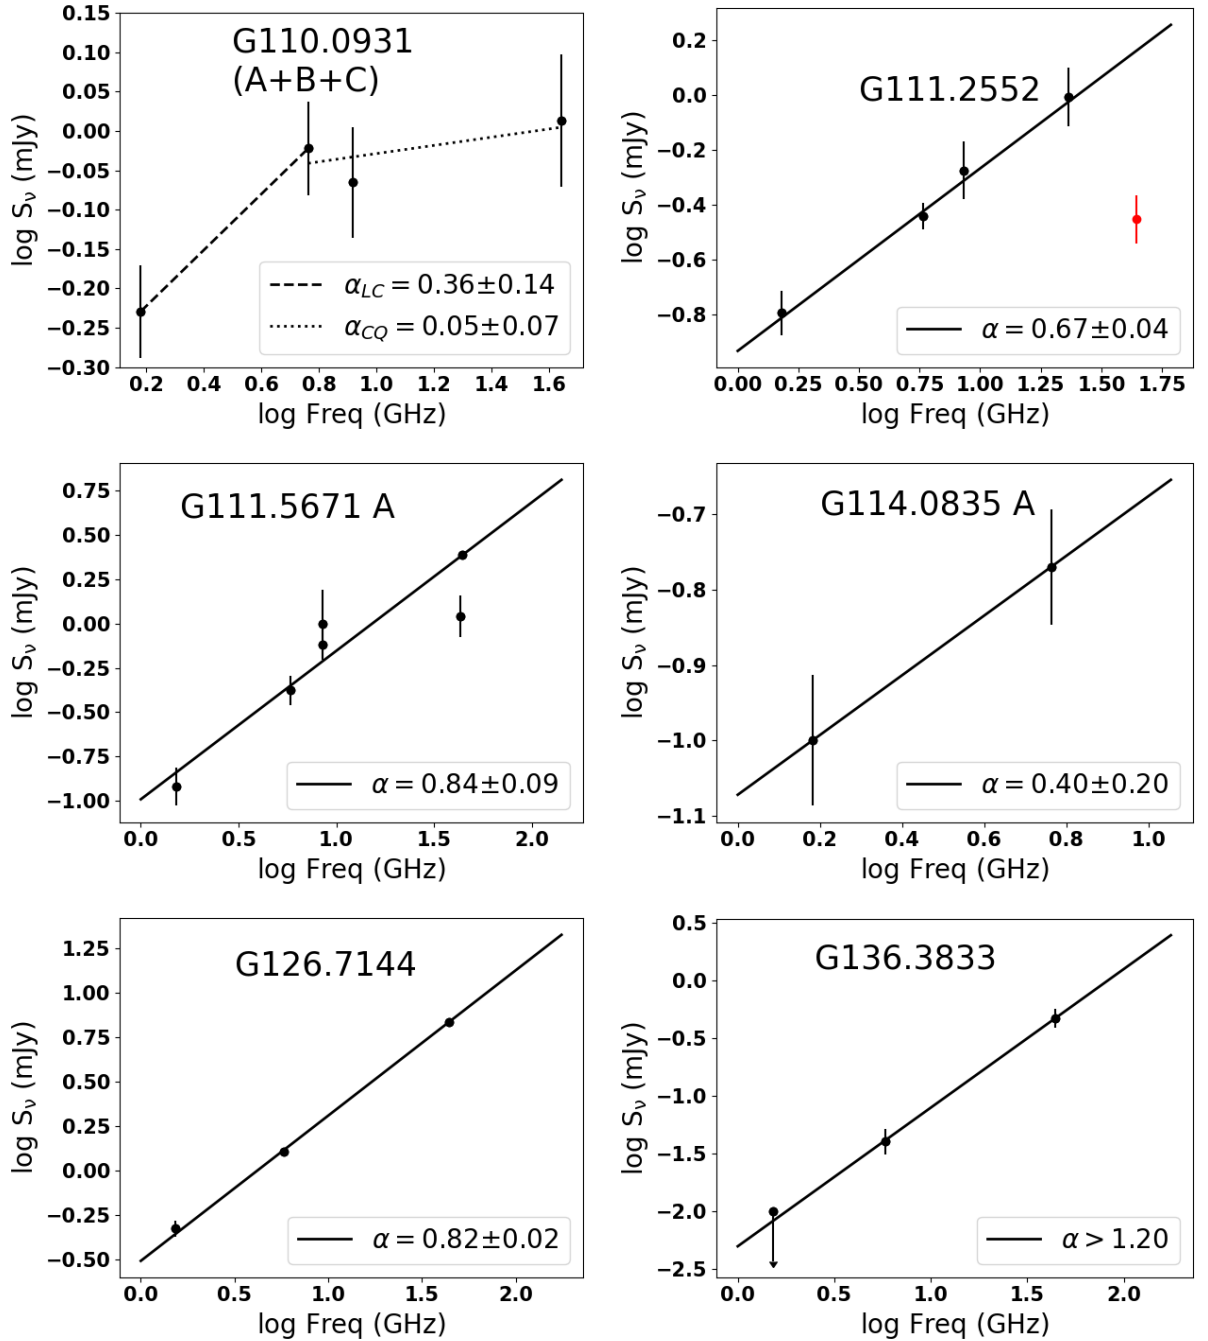 0.15
0.10
0.05
0.00
−0.05
−0.10
−0.15
−0.20
−0.25
−0.30
log Sν (mJy)
G110.0931
(A+B+C)
αLC = 0.36±0.14
αCQ = 0.05±0.07
0.2 0.4 0.6 0.8 1.0 1.2 1.4 1.6
log Freq (GHz)
0.2
0.0
−0.2
−0.4
−0.6
−0.8
log Sν (mJy)
G111.2552
α = 0.67±0.04
0.00 0.25 0.50 0.75 1.00 1.25 1.50 1.75
log Freq (GHz)
0.75
0.50
0.25
0.00
−0.25
−0.50
−0.75
−1.00
log Sν (mJy)
G111.5671 A
α = 0.84±0.09
0.0 0.5 1.0 1.5 2.0
log Freq (GHz)
−0.7
−0.8
−0.9
−1.0
−1.1
log Sν (mJy)
G114.0835 A
α = 0.40±0.20
0.0 0.2 0.4 0.6 0.8 1.0
log Freq (GHz)
1.25
1.00
0.75
0.50
0.25
0.00
−0.25
−0.50
log Sν (mJy)
G126.7144
α = 0.82±0.02
0.0 0.5 1.0 1.5 2.0
log Freq (GHz)
0.5
0.0
−0.5
−1.0
−1.5
−2.0
−2.5
log Sν (mJy)
G136.3833
α > 1.20
0.0 0.5 1.0 1.5 2.0
log Freq (GHz)